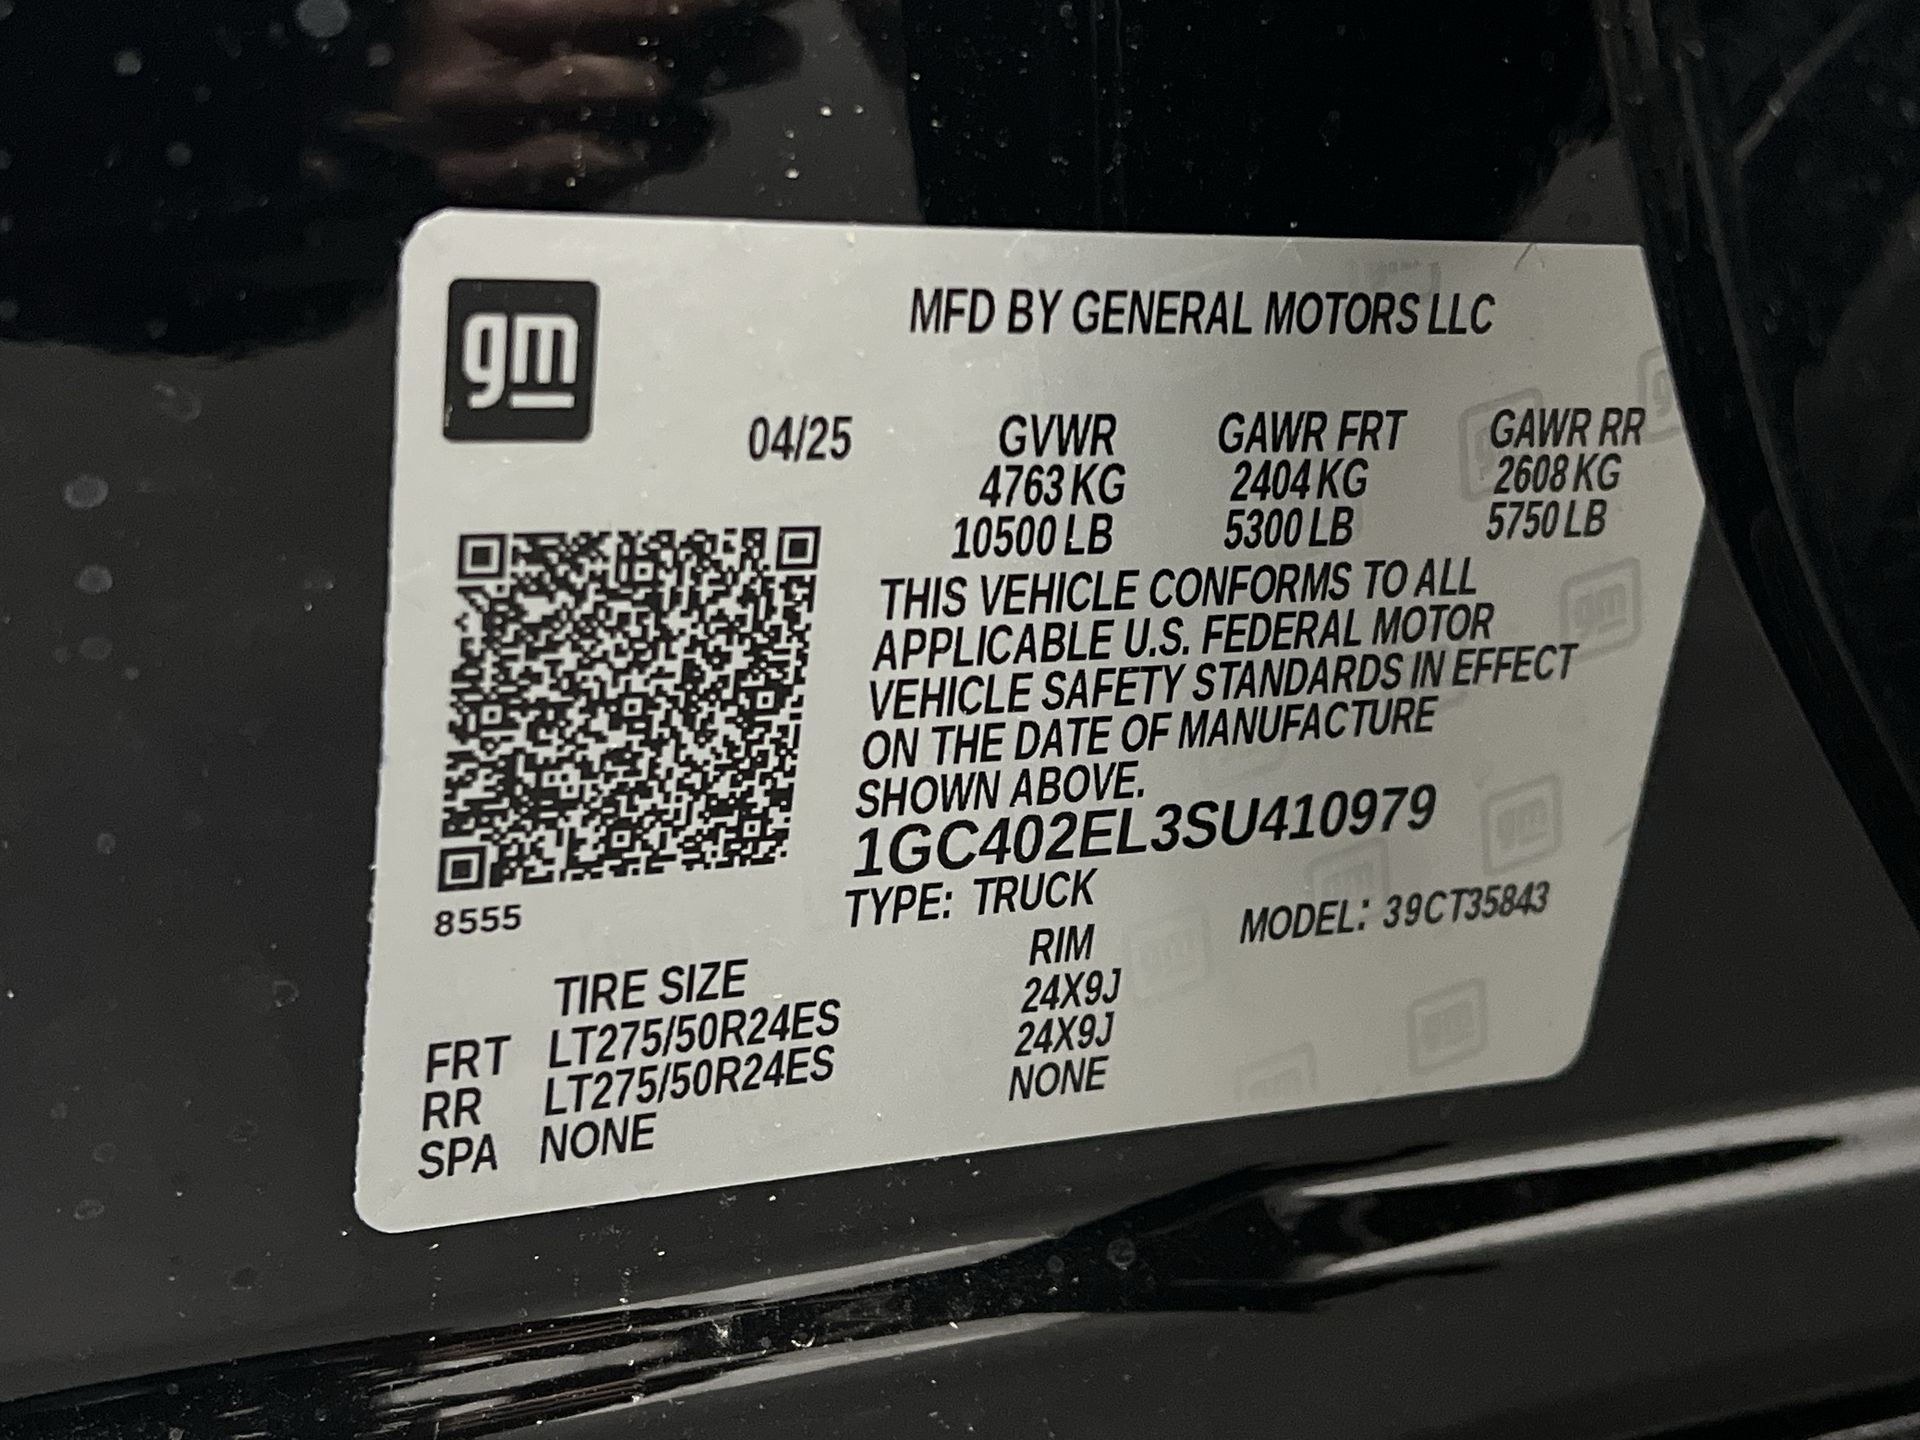 gm
MFD BY GENERAL MOTORS LLC
04/25 GVWR GAWR FRT GAWR RR
4763 KG 2404 KG 2608 KG
10500 LB 5300 LB 5750 LB
THIS VEHICLE CONFORMS TO ALL
APPLICABLE U.S. FEDERAL MOTOR
VEHICLE SAFETY STANDARDS IN EFFECT
ON THE DATE OF MANUFACTURE
SHOWN ABOVE.
1GC402EL3SU410979
TYPE: TRUCK MODEL: 39CT35843
8555
TIRE SIZE RIM
FRT LT275/50R24ES 24X9J
RR LT275/50R24ES 24X9J
SPA NONE NONE